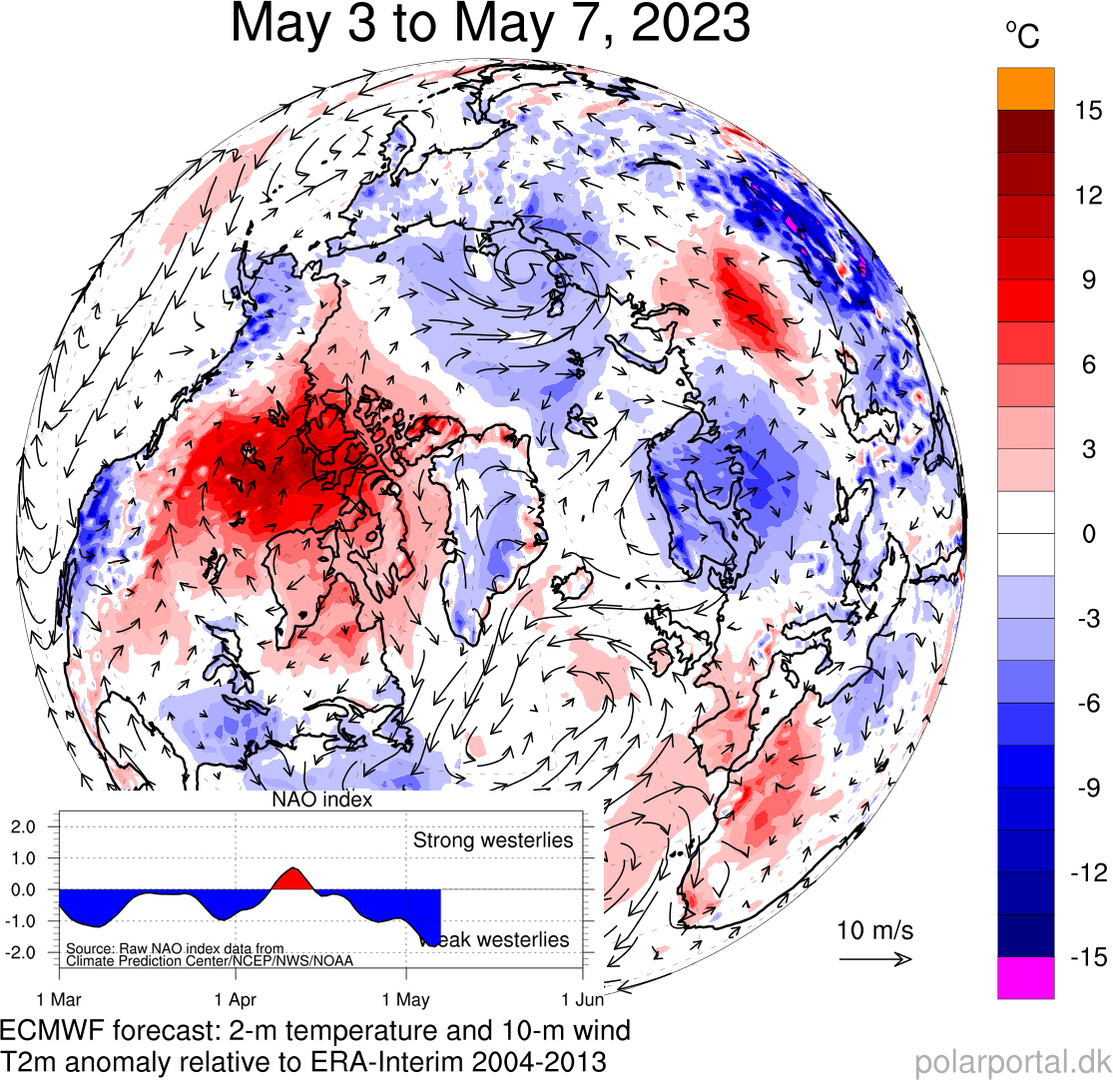 May 3 to May 7, 2023
°C
15
12
9
6
3
0
-3
-6
-9
-12
-15
10 m/s
NAO index
2.0
1.0
0.0
-1.0
-2.0
Strong westerlies
Weak westerlies
Source: Raw NAO index data from
Climate Prediction Center/NCEP/NWS/NOAA
1 Mar
1 Apr
1 May
1 Jun
ECMWF forecast: 2-m temperature and 10-m wind
T2m anomaly relative to ERA-Interim 2004-2013
polarportal.dk